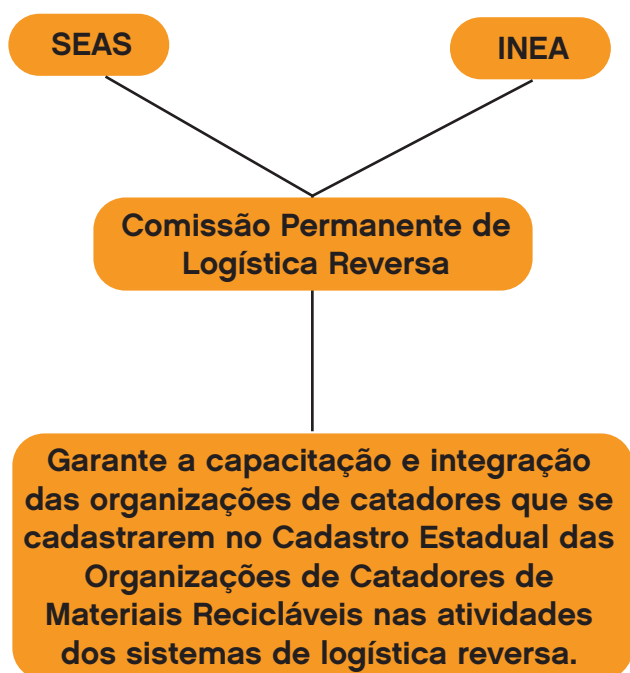 SEAS
INEA
Comissão Permanente de
Logística Reversa
Garante a capacitação e integração
das organizações de catadores que se
cadastrarem no Cadastro Estadual das
Organizações de Catadores de
Materiais Recicláveis nas atividades
dos sistemas de logística reversa.